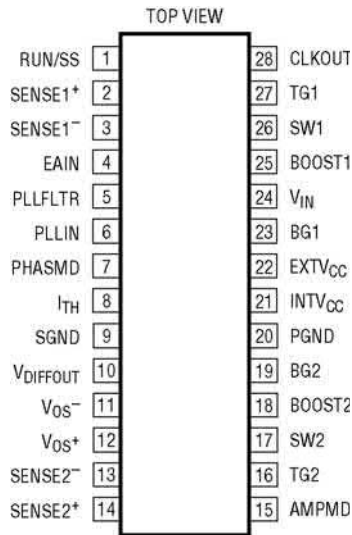 TOP VIEW
RUN/SS 1 28 CLKOUT
SENSE1⁺ 2 27 TG1
SENSE1⁻ 3 26 SW1
EAIN 4 25 BOOST1
PLLFLTR 5 24 VIN
PLLIN 6 23 BG1
PHASMD 7 22 EXTVCC
ITH 8 21 INTVCC
SGND 9 20 PGND
VDIFFOUT 10 19 BG2
VOS⁻ 11 18 BOOST2
VOS⁺ 12 17 SW2
SENSE2⁻ 13 16 TG2
SENSE2⁺ 14 15 AMPMD